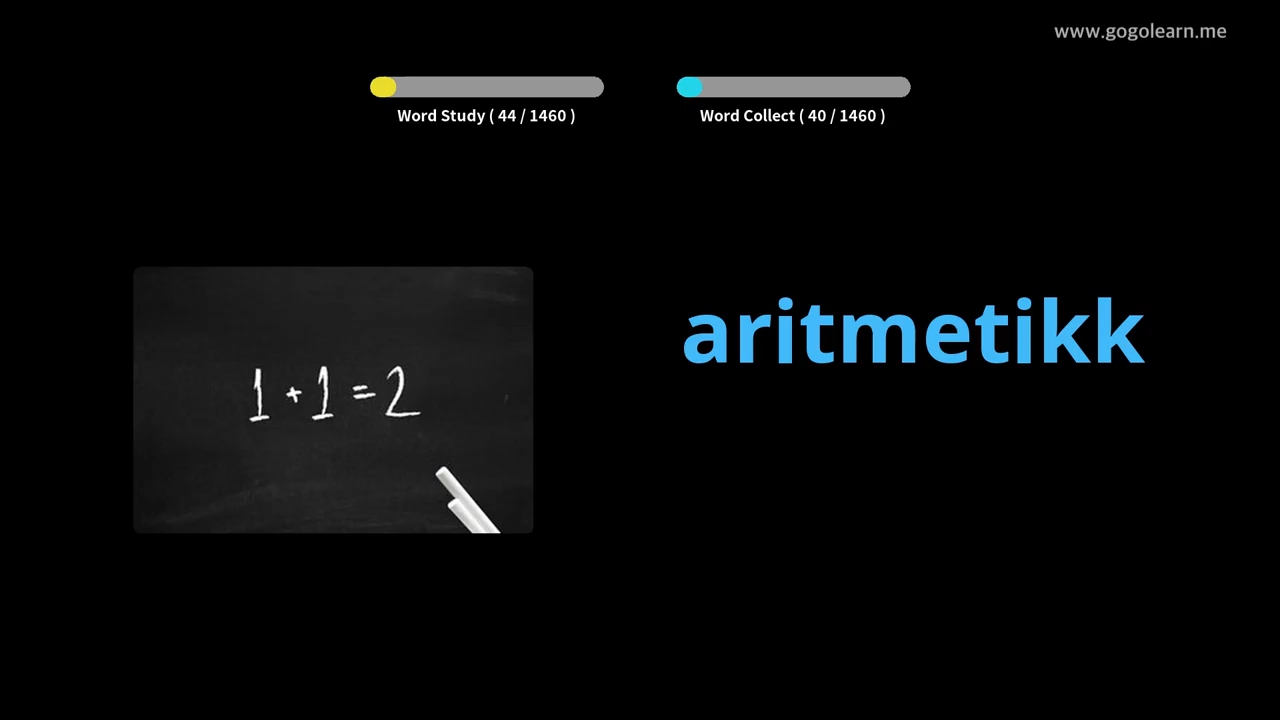 www.gogolearn.me
Word Study ( 44 / 1460 )
Word Collect ( 40 / 1460 )
aritmetikk
1 + 1 = 2